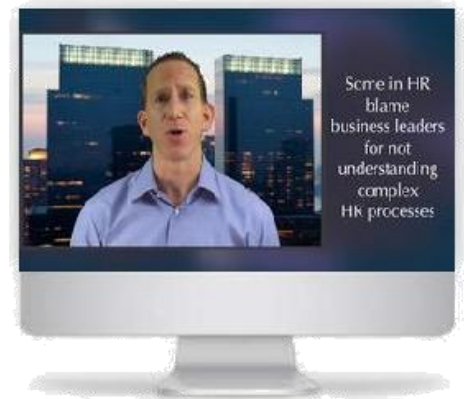 Some in HR
blame
business leaders
for not
understanding
complex
HR processes